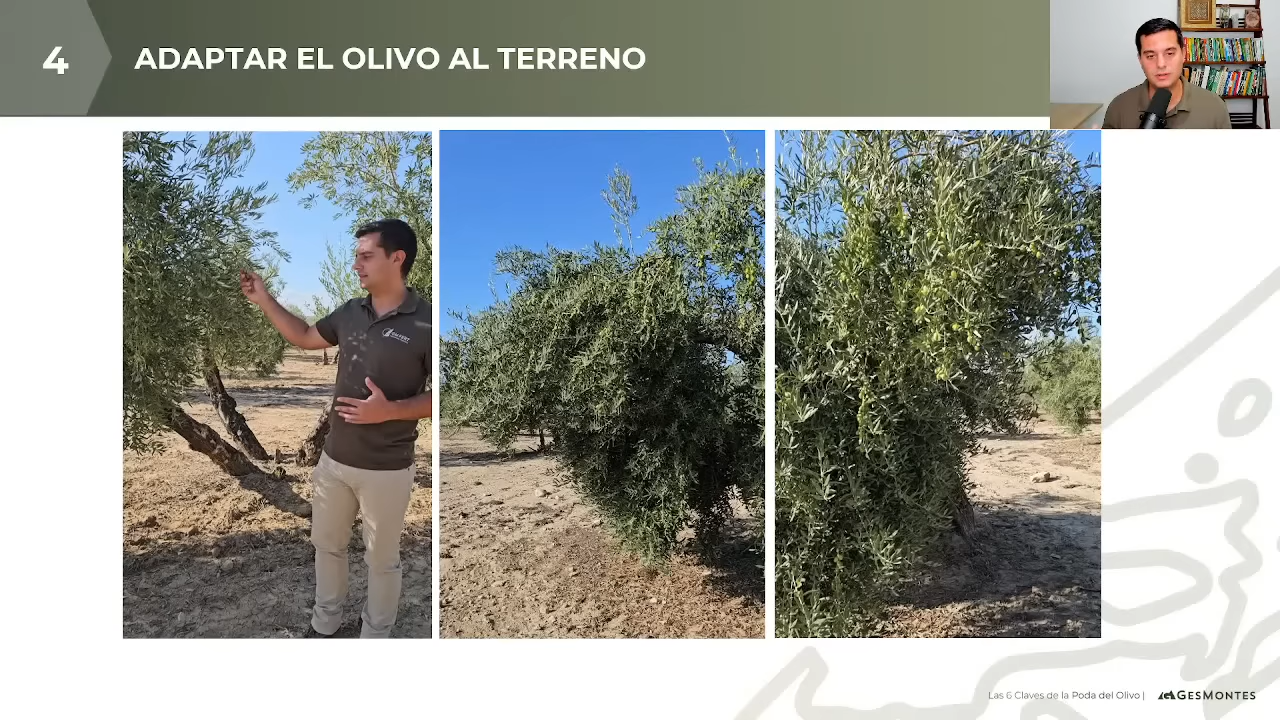 4
ADAPTAR EL OLIVO AL TERRENO
Las 6 Claves de la Poda del Olivo |
GESMONTES